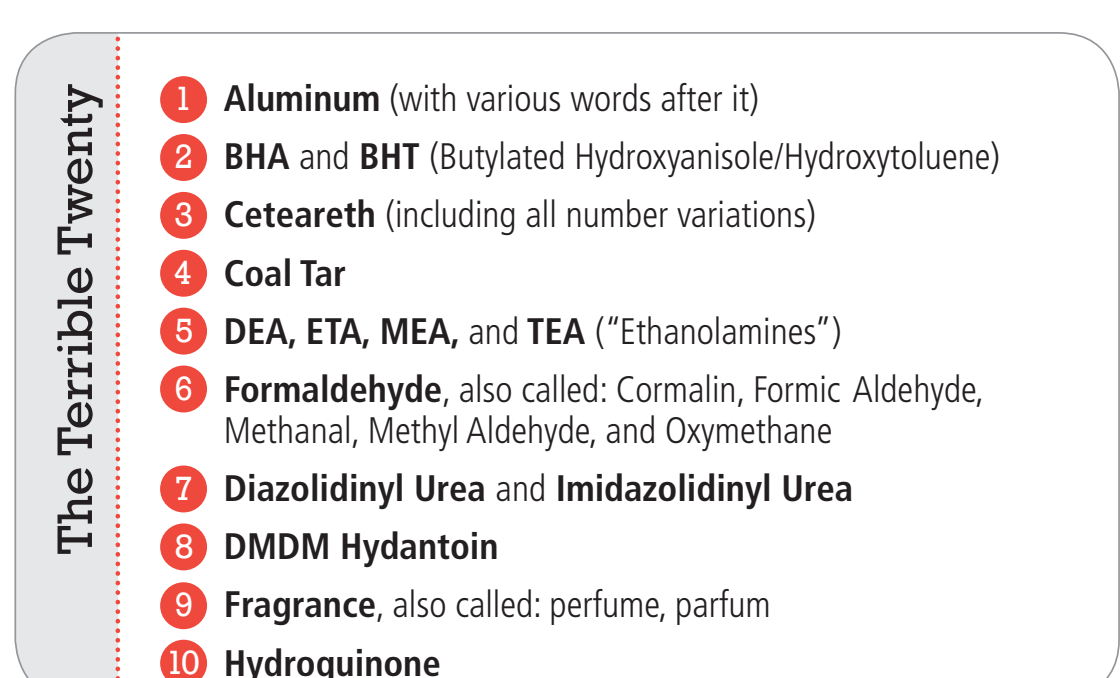 The Terrible Twenty
1 Aluminum (with various words after it)
2 BHA and BHT (Butylated Hydroxyanisole/Hydroxytoluene)
3 Ceteareth (including all number variations)
4 Coal Tar
5 DEA, ETA, MEA, and TEA (“Ethanolamines”)
6 Formaldehyde, also called: Cormalin, Formic Aldehyde,
Methanal, Methyl Aldehyde, and Oxymethane
7 Diazolidinyl Urea and Imidazolidinyl Urea
8 DMDM Hydantoin
9 Fragrance, also called: perfume, parfum
10 Hydroquinone